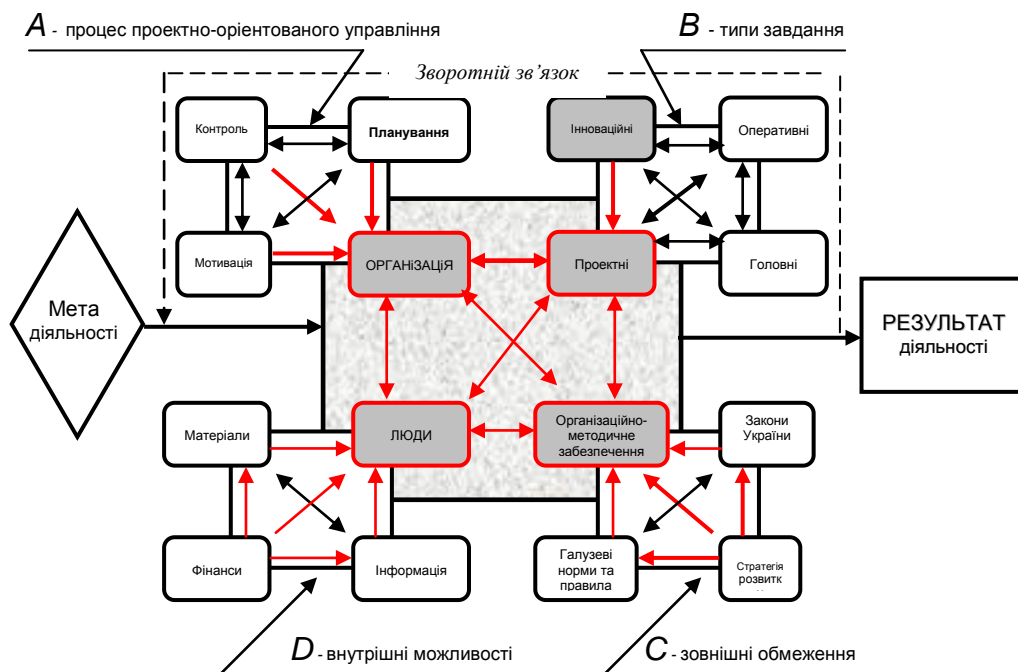 A - процес проектно-оріентованого управління
B - типи завдання
Зворотній зв’язок
Контроль
Планування
Інноваційні
Оперативні
Мотивація
ОРГАНіЗАЦіЯ
Проектні
Головні
Мета
діяльності
РЕЗУЛЬТАТ
діяльності
Матеріали
ЛЮДИ
Організаційно-
методичне
забезпечення
Закони
України
Фінанси
Інформація
Галузеві
норми та
правила
Стратегія
розвитк
D - внутрішні можливості
C - зовнішні обмеження